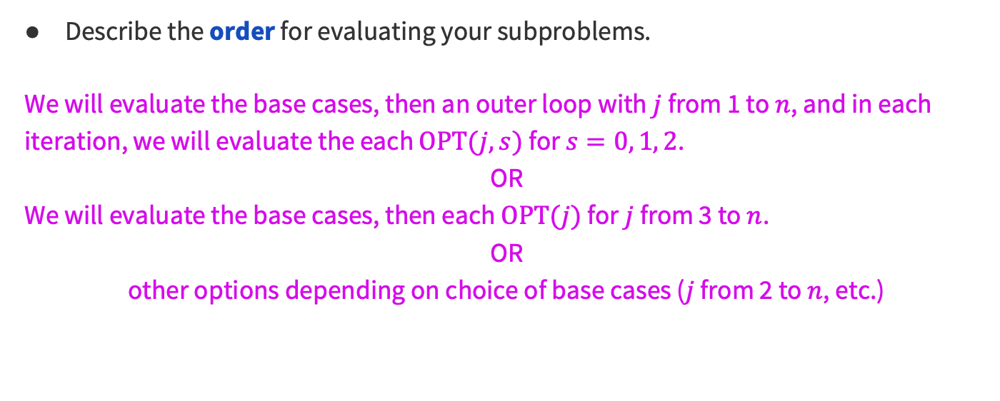 ● Describe the order for evaluating your subproblems.
We will evaluate the base cases, then an outer loop with j from 1 to n, and in each
iteration, we will evaluate the each OPT(j, s) for s = 0, 1, 2.
OR
We will evaluate the base cases, then each OPT(j) for j from 3 to n.
OR
other options depending on choice of base cases (j from 2 to n, etc.)